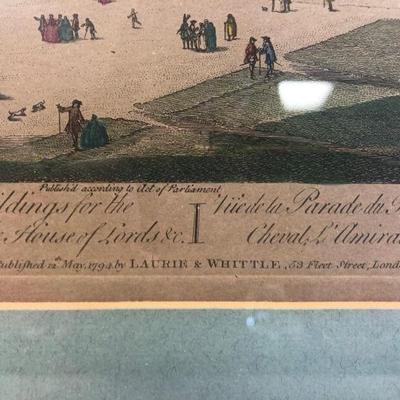 Publish'd according to Act of Parliament
ildings for the
House of Lords &c.
Vüe de la Parade du
Cheval, L'Amira
Published 12th May, 1794, by LAURIE & WHITTLE, 53 Fleet Street, Lond